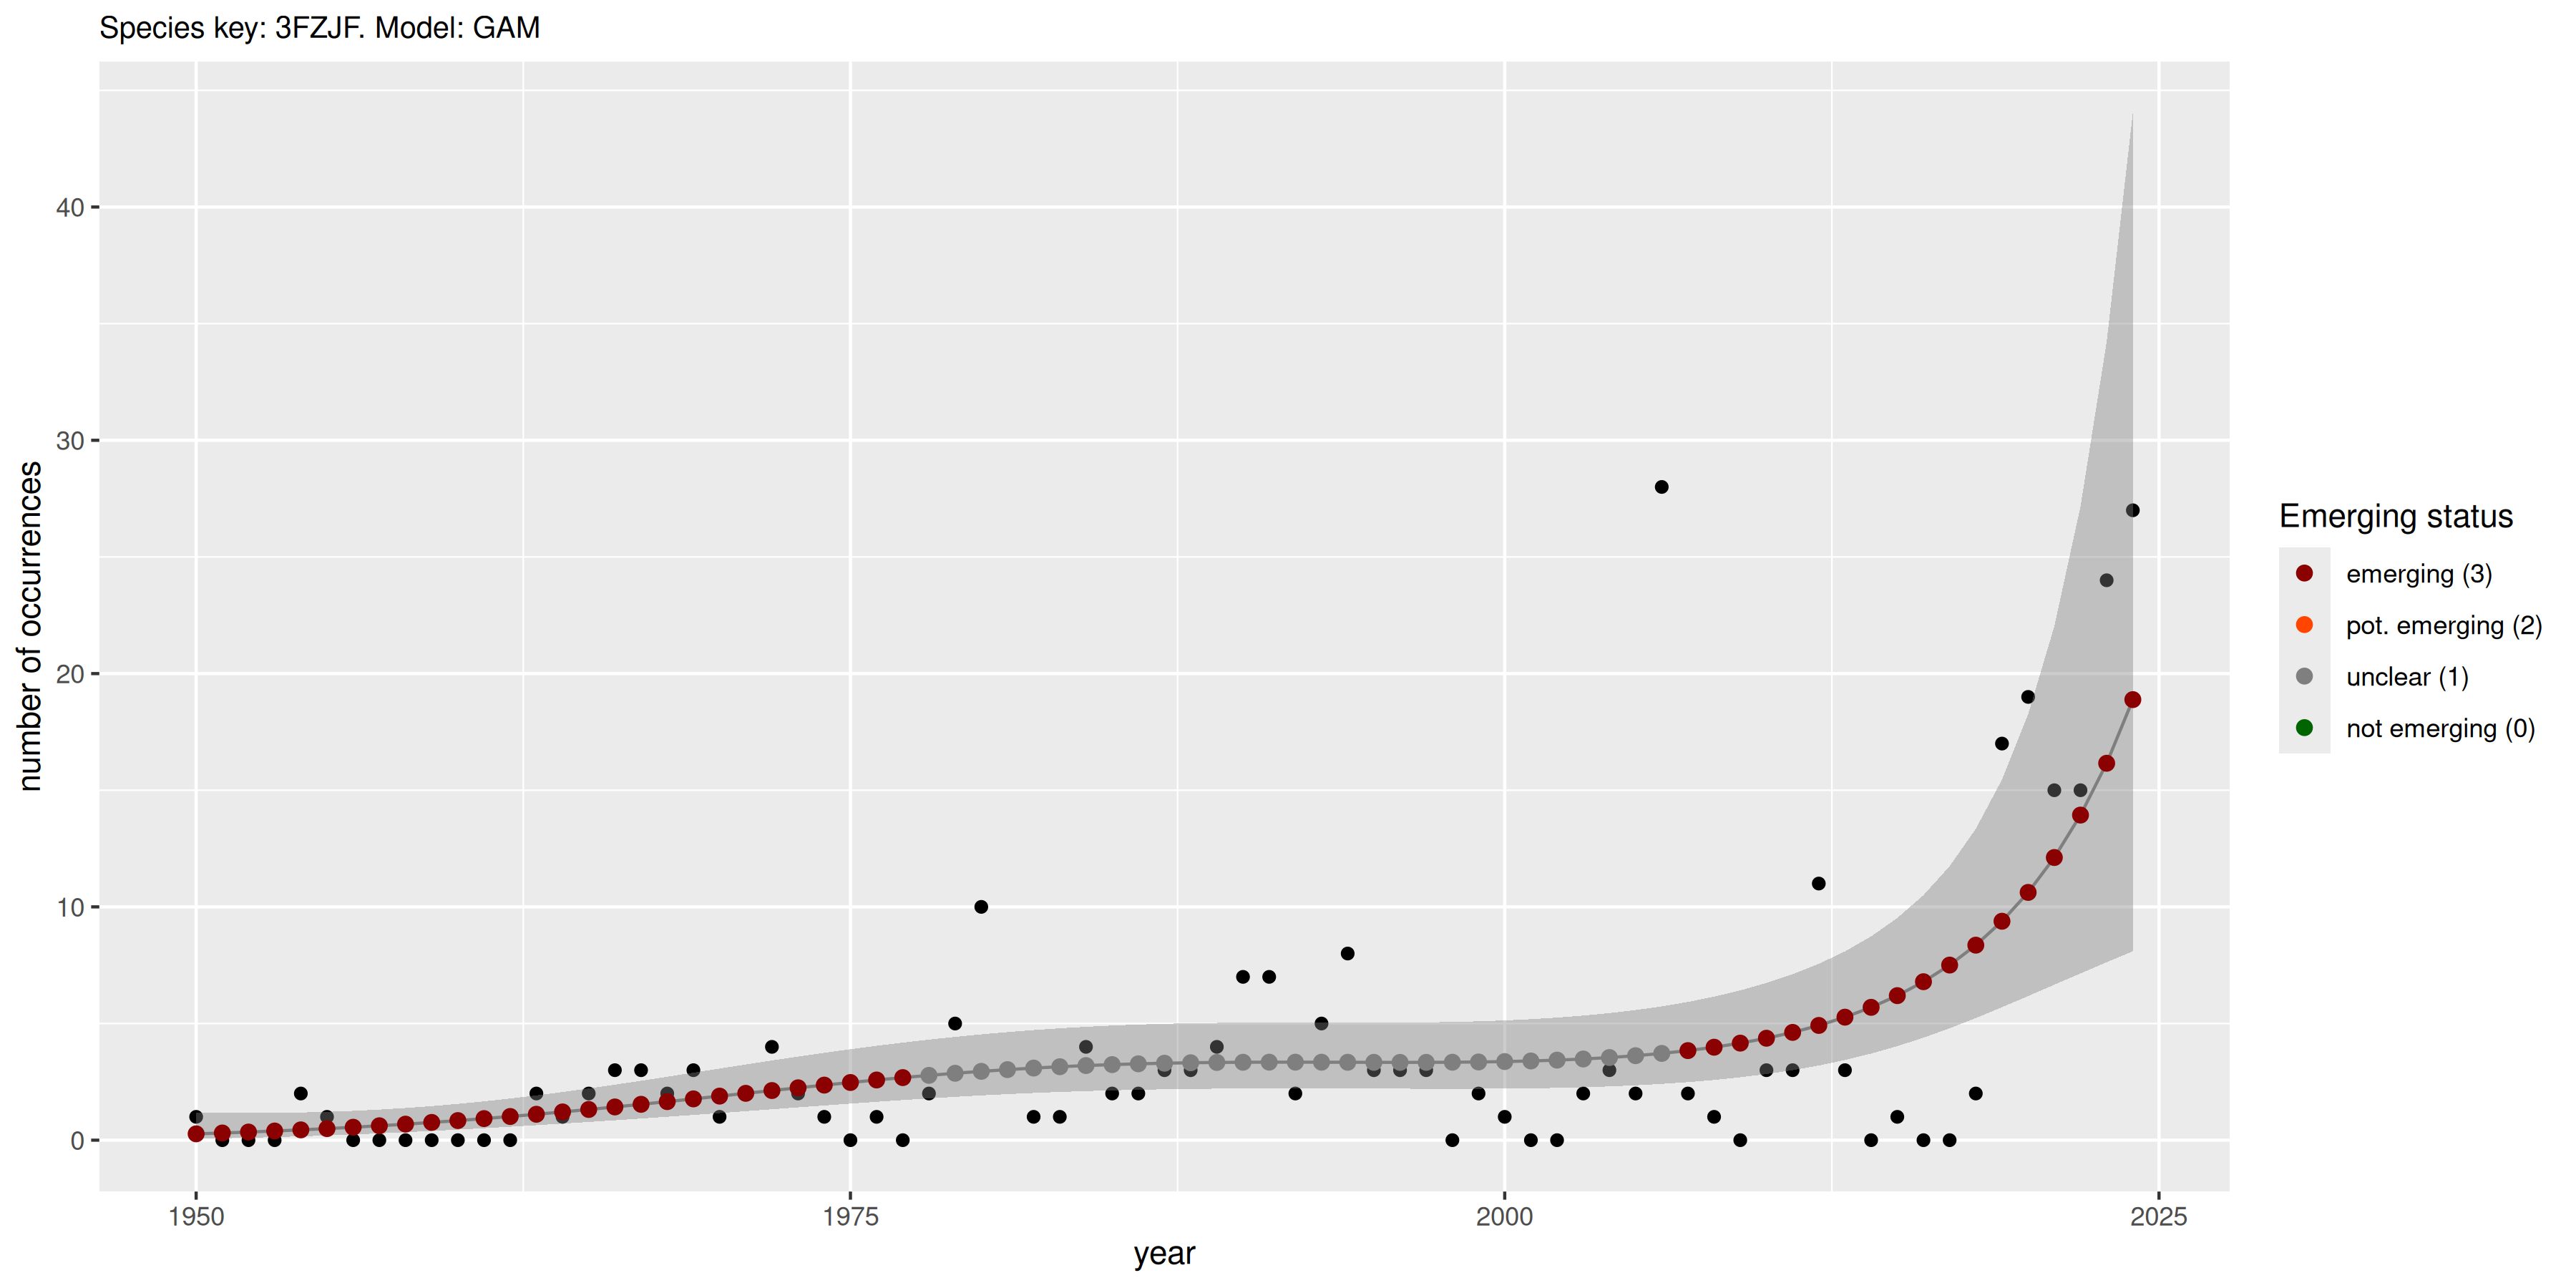 Species key: 3FZJF. Model: GAM
number of occurrences
40
30
20
10
0
1950
1975
2000
2025
year
Emerging status
emerging (3)
pot. emerging (2)
unclear (1)
not emerging (0)